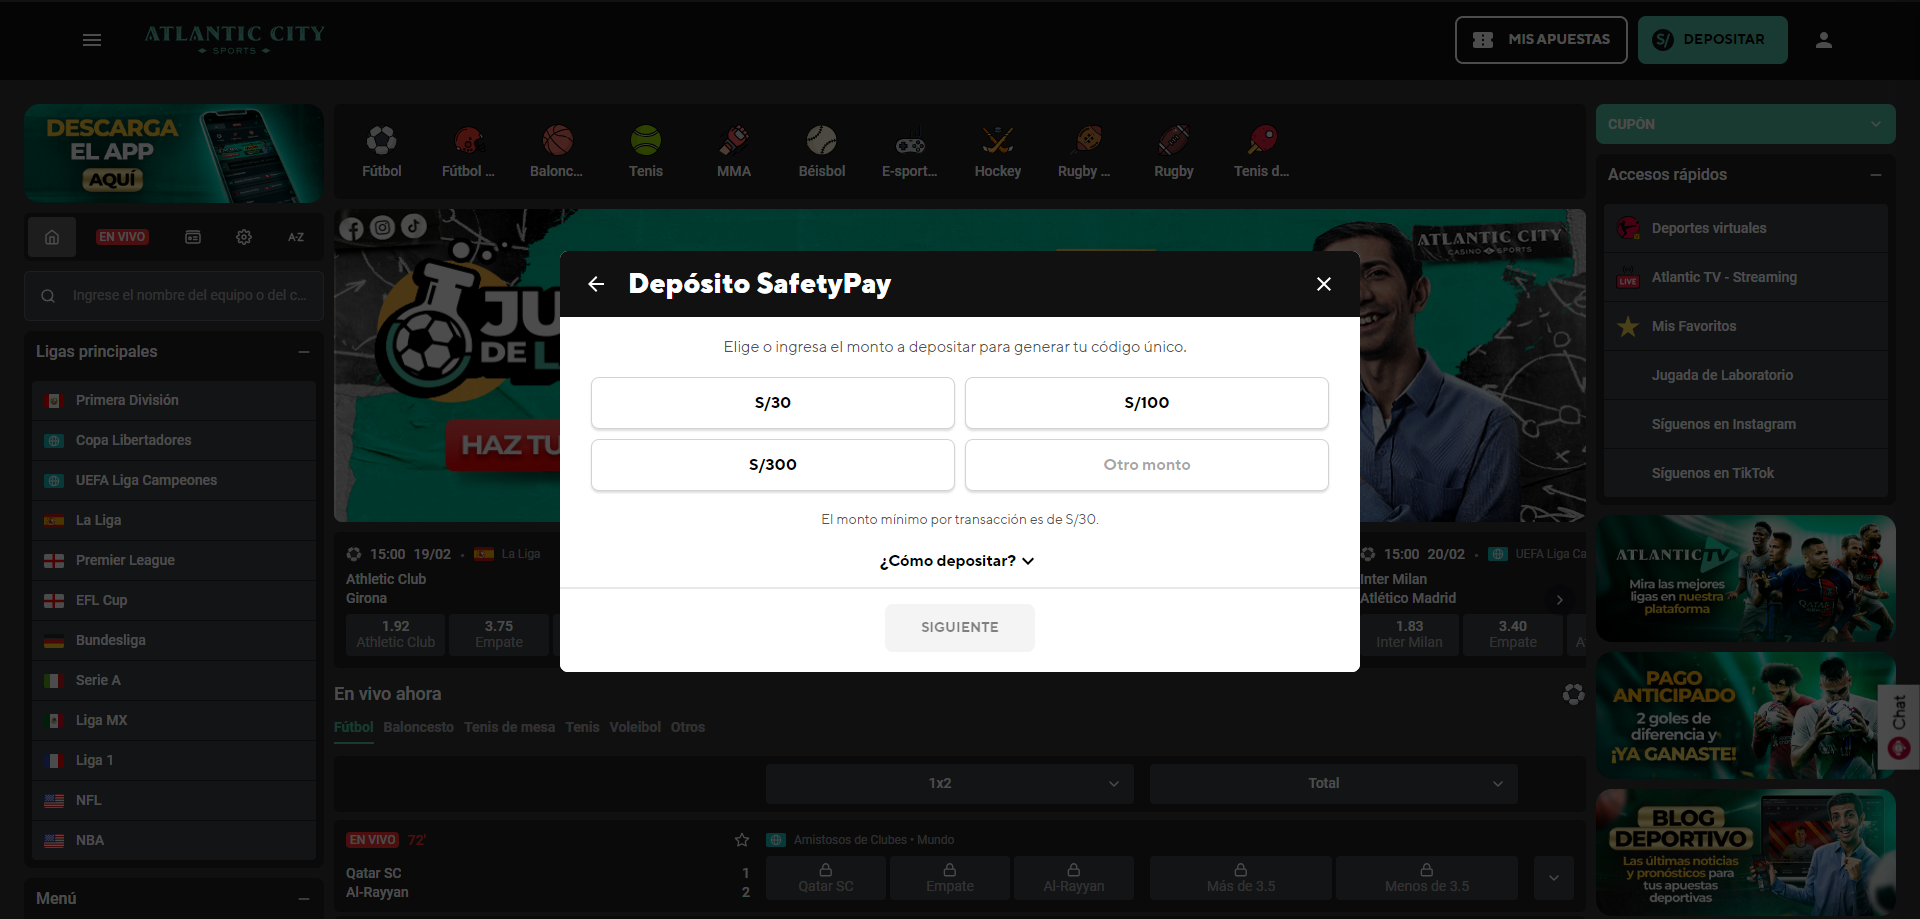 ATLANTIC CITY
SPORTS
MIS APUESTAS
S/ DEPOSITAR
DESCARGA
EL APP
AQUÍ
Fútbol
Fútbol ...
Balonc...
Tenis
MMA
Béisbol
E-sport...
Hockey
Rugby ...
Rugby
Tenis d...
CUPÓN
EN VIVO
A-Z
Ingrese el nombre del equipo o del c...
Ligas principales
Primera División
Copa Libertadores
UEFA Liga Campeones
La Liga
Premier League
EFL Cup
Bundesliga
Serie A
Liga MX
Liga 1
NFL
NBA
Menú
ATLANTIC CITY
CASINO SPORTS
JU
DE L
HAZ TU
Depósito SafetyPay
Elige o ingresa el monto a depositar para generar tu código único.
S/30
S/100
S/300
Otro monto
El monto mínimo por transacción es de S/30.
¿Cómo depositar?
SIGUIENTE
15:00 19/02 • La Liga
Athletic Club
Girona
1.92
Athletic Club
3.75
Empate
15:00 20/02 • UEFA Liga Ca
Inter Milan
Atlético Madrid
1.83
Inter Milan
3.40
Empate
A
En vivo ahora
Fútbol
Baloncesto
Tenis de mesa
Tenis
Voleibol
Otros
1x2
Total
EN VIVO 72'
Amistosos de Clubes • Mundo
Qatar SC 1
Al-Rayyan 2
Qatar SC
Empate
Al-Rayyan
Más de 3.5
Menos de 3.5
Accesos rápidos
Deportes virtuales
LIVE
Atlantic TV - Streaming
Mis Favoritos
Jugada de Laboratorio
Síguenos en Instagram
Síguenos en TikTok
ATLANTIC TV
Mira las mejores
ligas en nuestra
plataforma
PAGO
ANTICIPADO
2 goles de
diferencia y
¡YA GANASTE!
Chat
BLOG
DEPORTIVO
Las últimas noticias
y pronósticos para
tus apuestas
deportivas